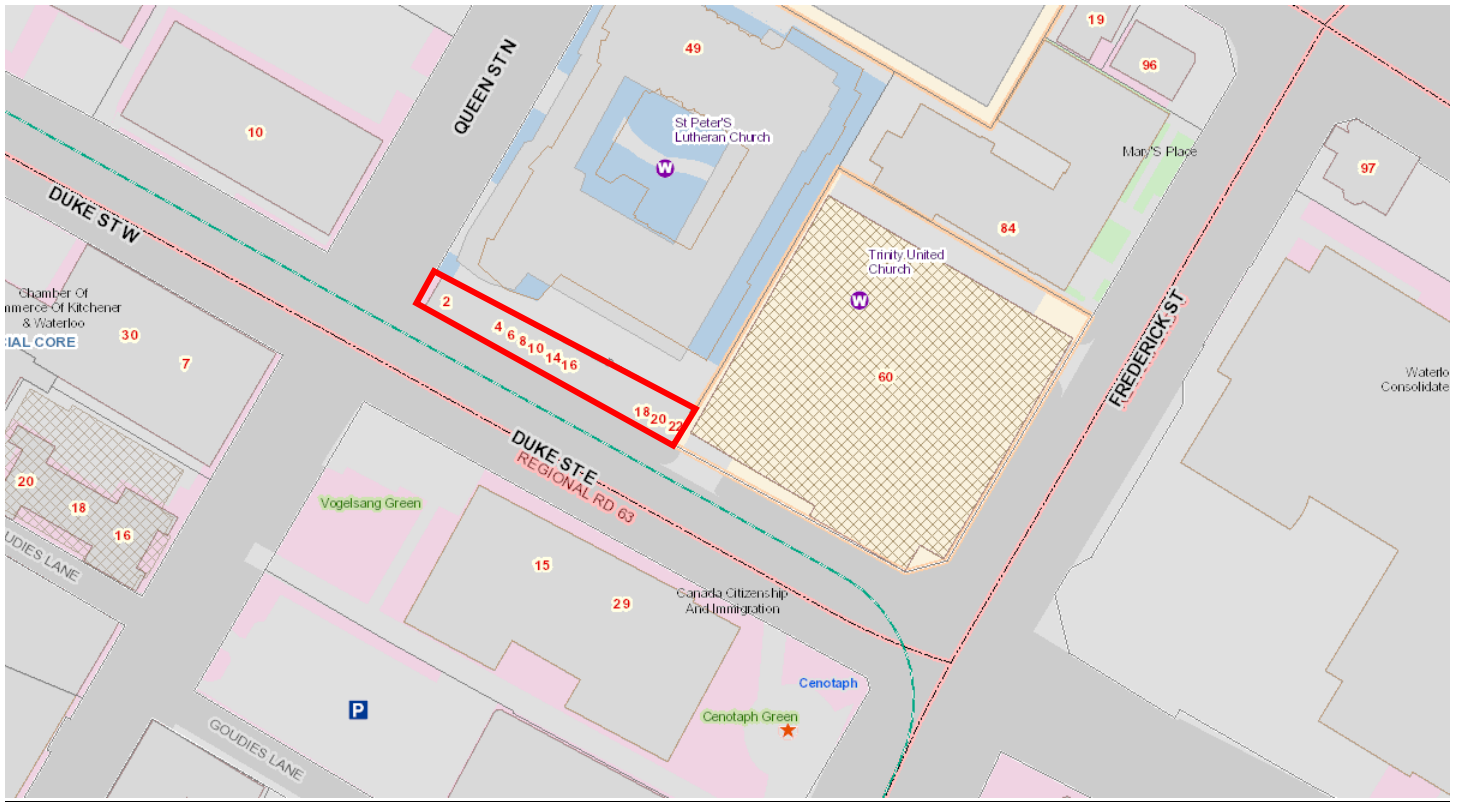 19
49
QUEEN ST N
96
10
St Peter'S
Lutheran Church
W
Mary'S Place
97
DUKE ST W
84
Trinity United
Church
W
Chamber Of
mmerce Of Kitchener
& Waterloo
IAL CORE
30
7
2
4
6
8
10
14
16
FREDERICK ST
60
Waterlo
Consolidate
18
20
22
DUKE ST E
REGIONAL RD 63
20
18
16
UDIES LANE
Vogelsang Green
15
29
Canada Citizenship
And Immigration
Cenotaph
P
Cenotaph Green
GOUDIES LANE